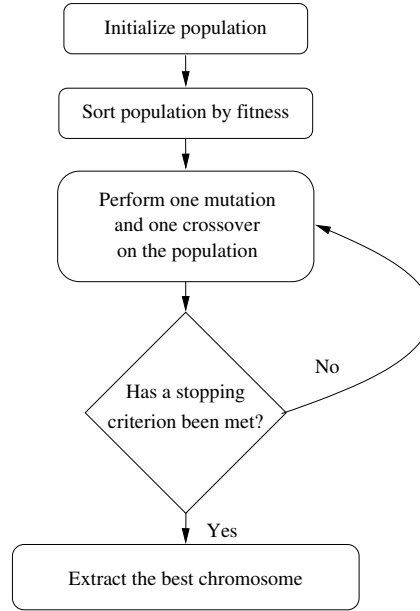 Initialize population
Sort population by fitness
Perform one mutation
and one crossover
on the population
No
Has a stopping
criterion been met?
Yes
Extract the best chromosome